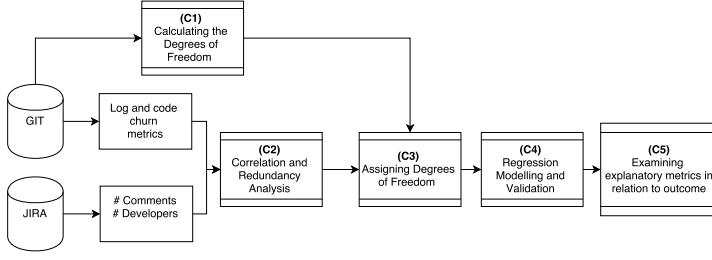 (C1)
Calculating the
Degrees of
Freedom
GIT
Log and code
churn
metrics
(C2)
Correlation and
Redundancy
Analysis
(C3)
Assigning Degrees
of Freedom
(C4)
Regression
Modelling and
Validation
(C5)
Examining
explanatory metrics in
relation to outcome
JIRA
# Comments
# Developers